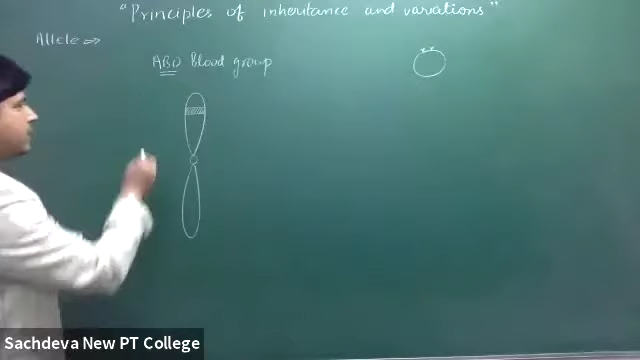 "Principles of inheritance and variations"
Allele ⇒
ABO Blood group
Sachdeva New PT College